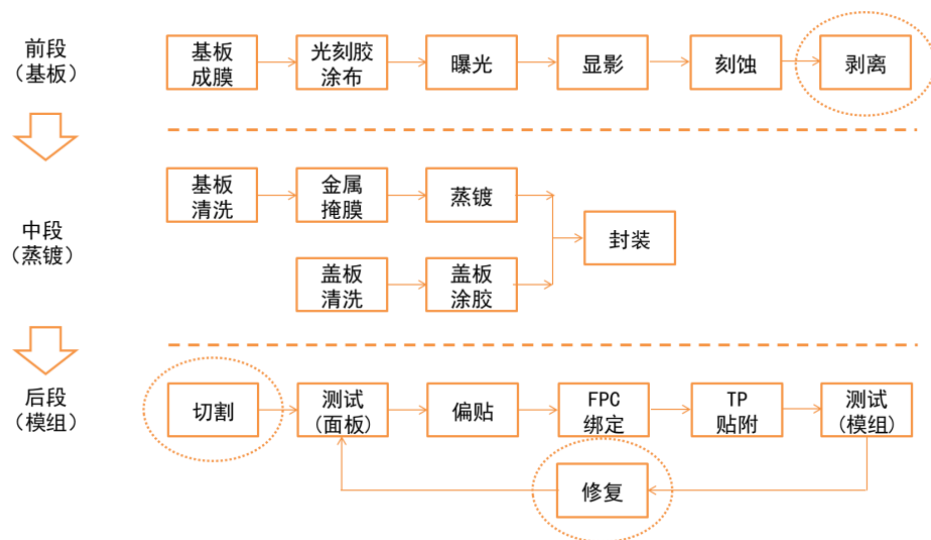 前段
（基板）
基板
成膜
光刻胶
涂布
曝光
显影
刻蚀
剥离
中段
（蒸镀）
基板
清洗
金属
掩膜
蒸镀
封装
盖板
清洗
盖板
涂胶
后段
（模组）
切割
测试
(面板)
偏贴
FPC
绑定
TP
贴附
测试
(模组)
修复